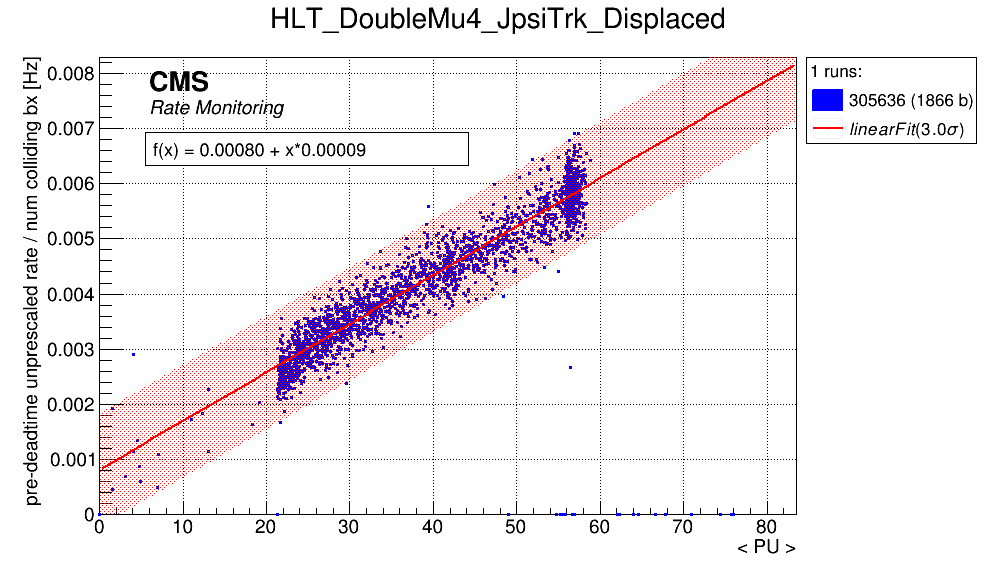 HLT_DoubleMu4_JpsiTrk_Displaced
pre-deadtime unprescaled rate / num colliding bx [Hz]
0.008
0.007
0.006
0.005
0.004
0.003
0.002
0.001
0
CMS
Rate Monitoring
f(x) = 0.00080 + x*0.00009
1 runs:
305636 (1866 b)
linearFit(3.0σ)
0 10 20 30 40 50 60 70 80
< PU >